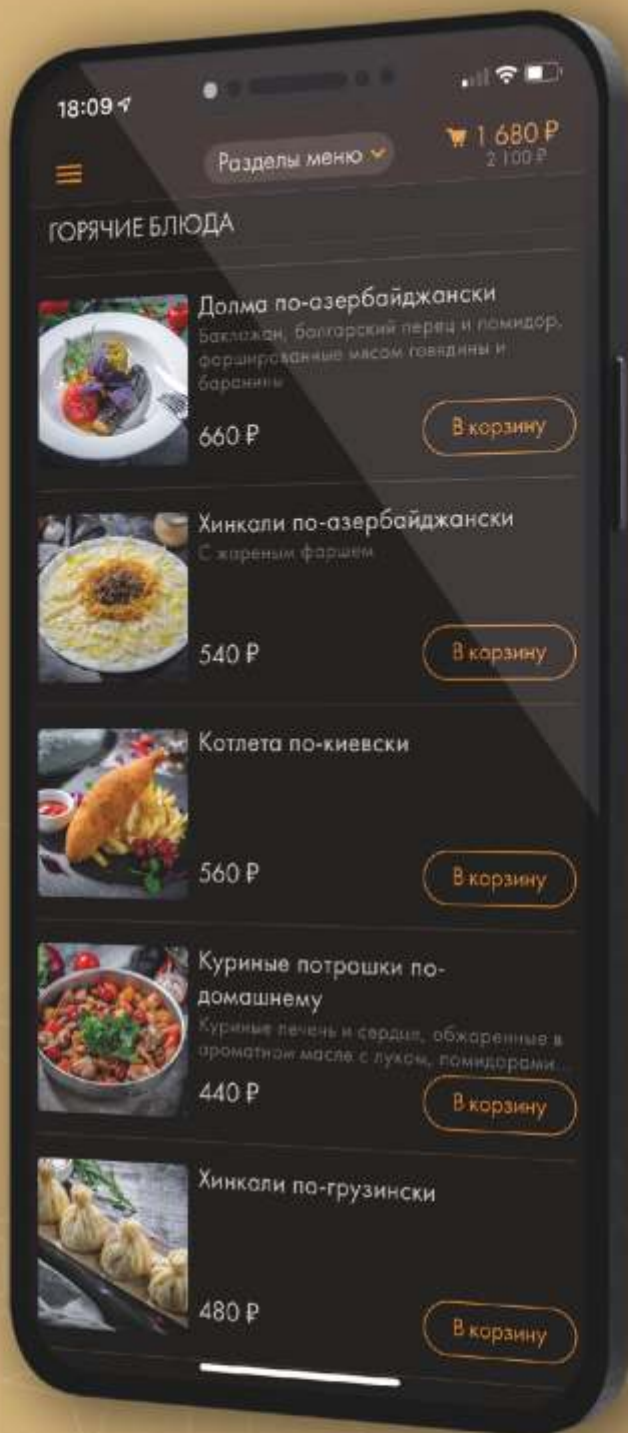 18:09
Разделы меню
1 680 ₽
2 100 ₽
ГОРЯЧИЕ БЛЮДА
Долма по-азербайджански
Баклажан, болгарский перец и помидор,
фаршированные мясом говядины и
баранины
660 ₽
В корзину
Хинкали по-азербайджански
С жареным фаршем
540 ₽
В корзину
Котлета по-киевски
560 ₽
В корзину
Куриные потрошки по-
домашнему
Куриные печень и сердца, обжаренные в
ароматном масле с луком, помидорами...
440 ₽
В корзину
Хинкали по-грузински
480 ₽
В корзину